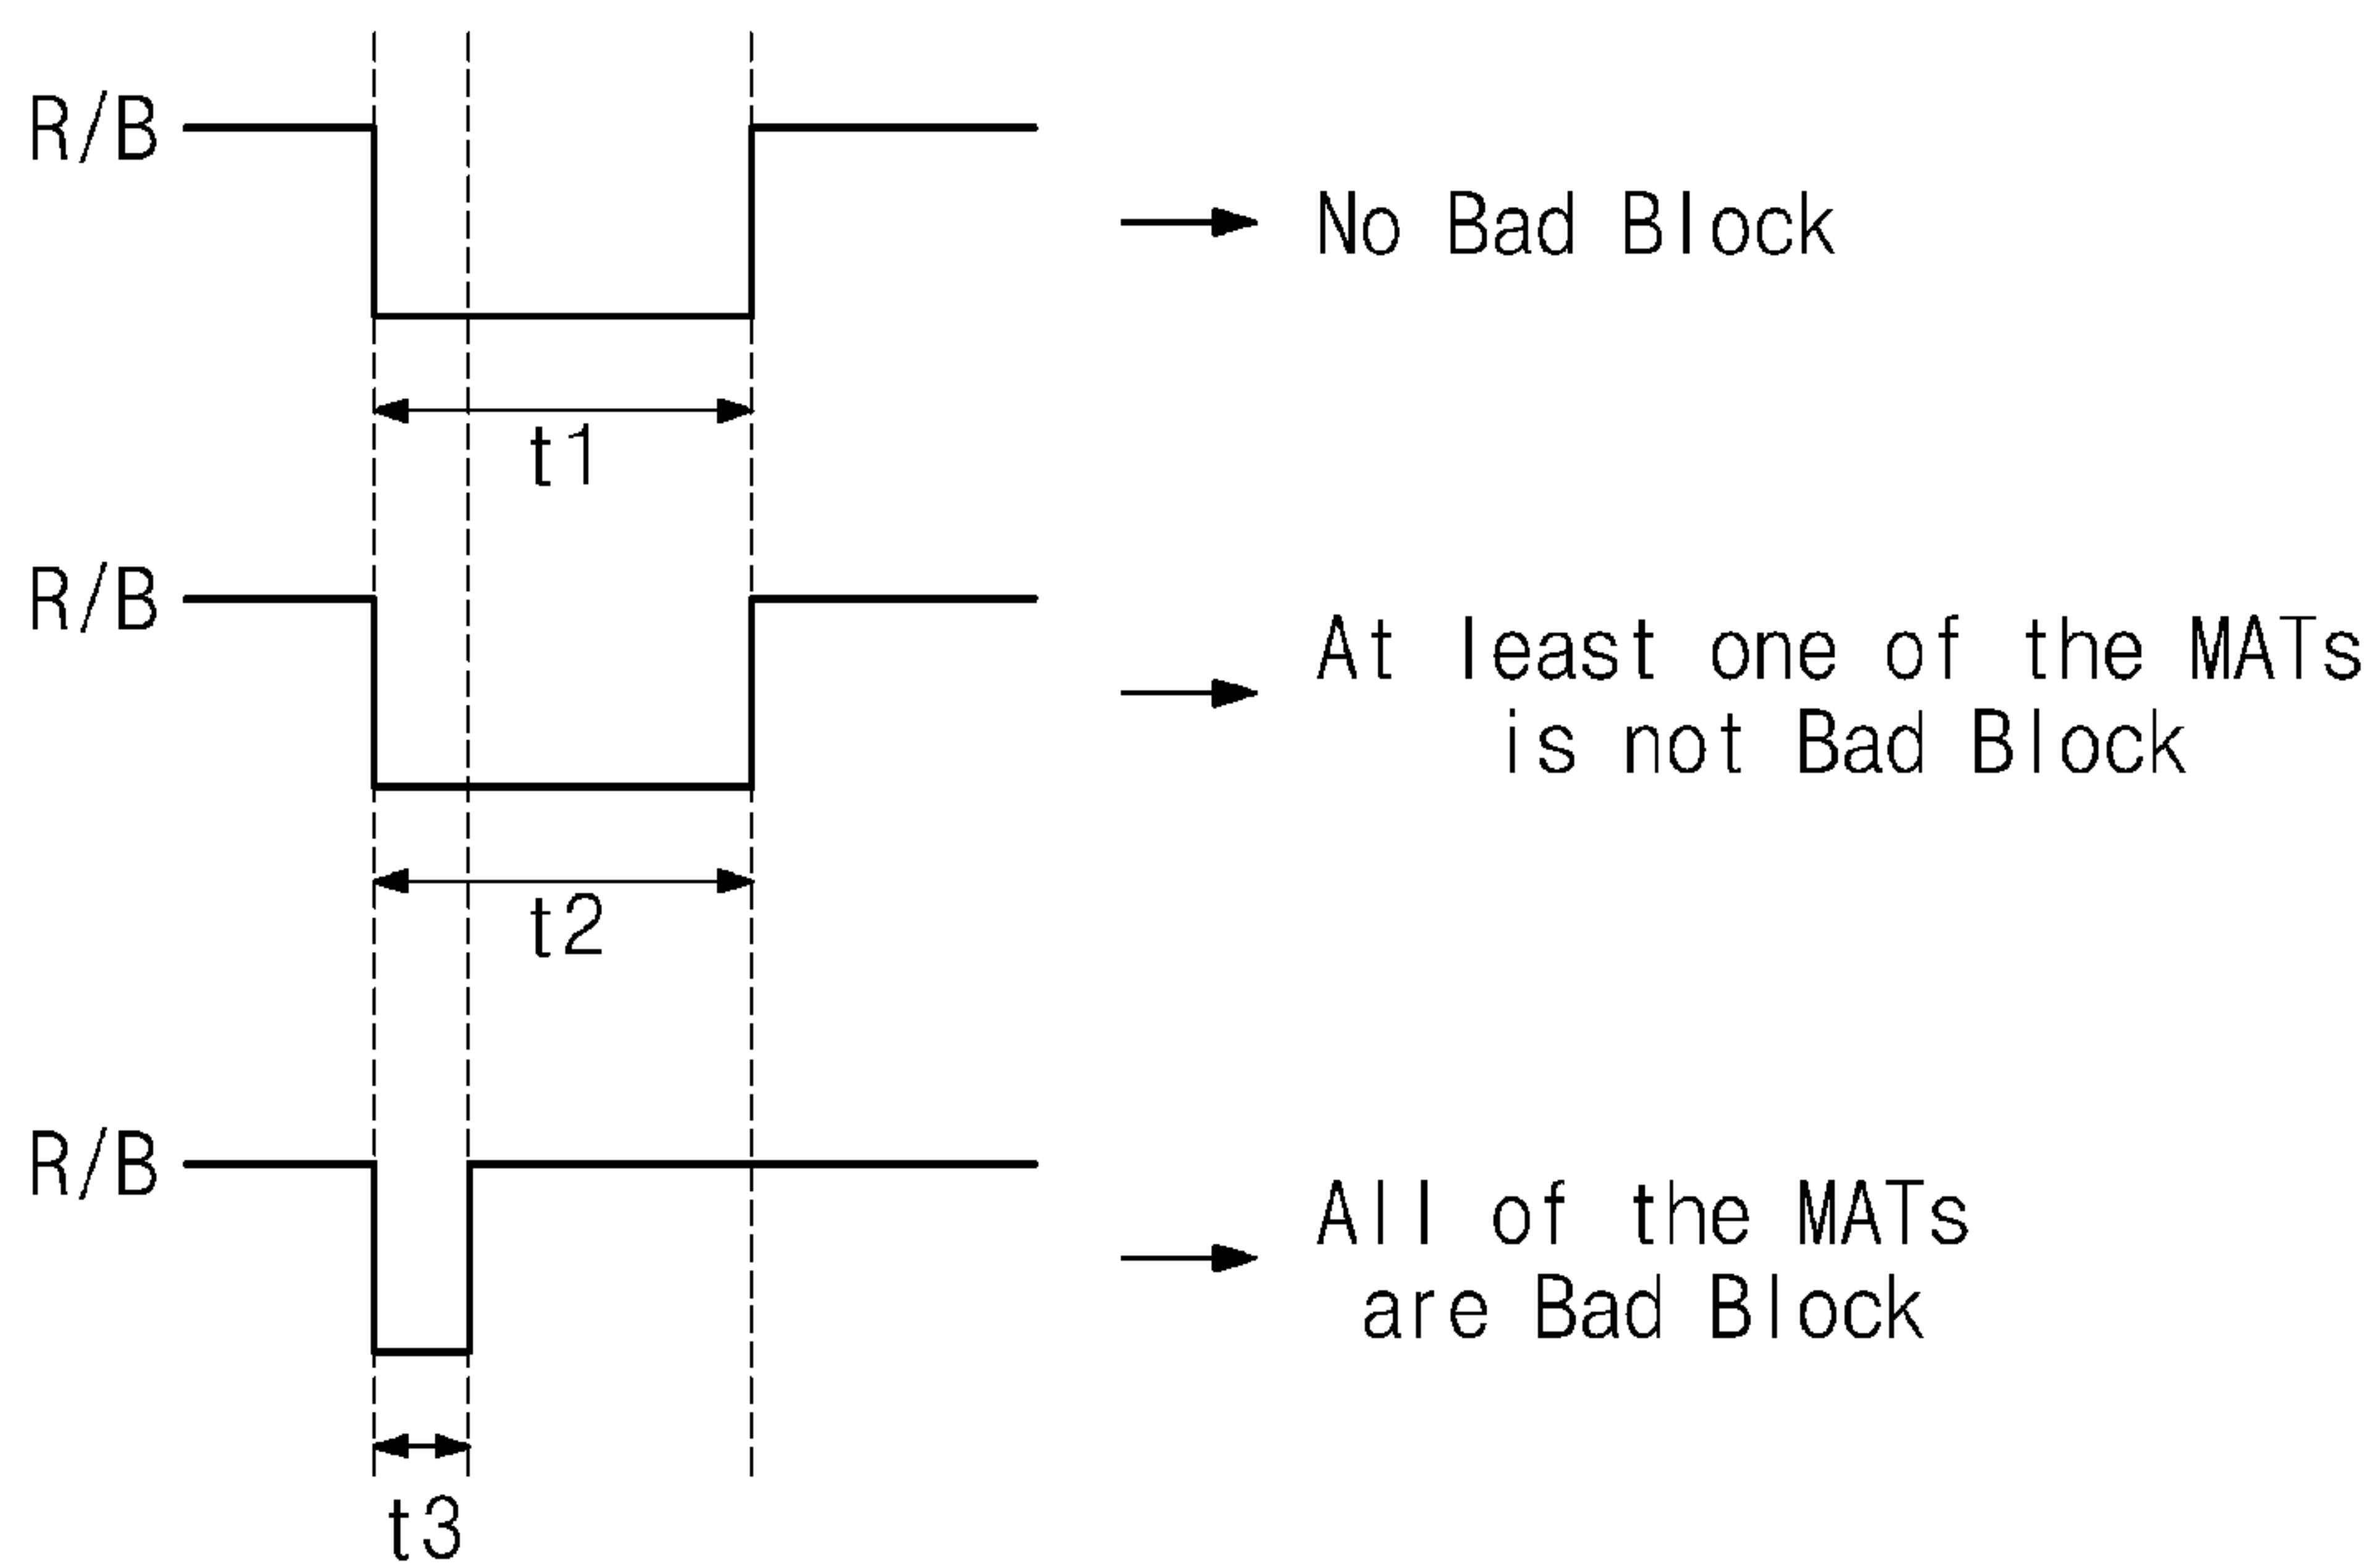 R/B
No Bad Block
t1
R/B
At least one of the MATs
is not Bad Block
t2
R/B
All of the MATs
are Bad Block
t3